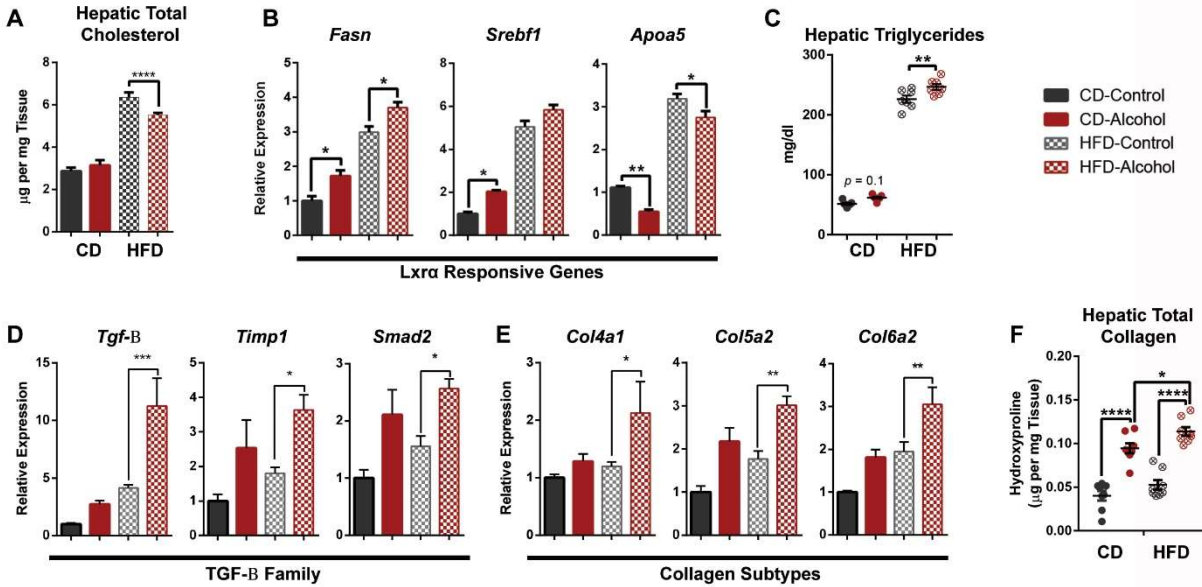 A
Hepatic Total
Cholesterol
μg per mg Tissue
8
6
4
2
0
****
CD HFD
B
Fasn
Srebf1
Apoa5
Relative Expression
5
4
3
2
1
0
*
*
8
6
4
2
0
*
4
3
2
1
0
**
*
Lxrα Responsive Genes
C
Hepatic Triglycerides
mg/dl
300
200
100
0
p = 0.1
**
CD HFD
CD-Control
CD-Alcohol
HFD-Control
HFD-Alcohol
D
Tgf-B
Timp1
Smad2
Relative Expression
15
10
5
0
***
5
4
3
2
1
0
*
3
2
1
0
*
TGF-B Family
E
Col4a1
Col5a2
Col6a2
Relative Expression
4
3
2
1
0
*
4
3
2
1
0
**
4
3
2
1
0
**
Collagen Subtypes
F
Hepatic Total
Collagen
Hydroxyproline
(μg per mg Tissue)
0.20
0.15
0.10
0.05
0.00
*
****
****
CD HFD